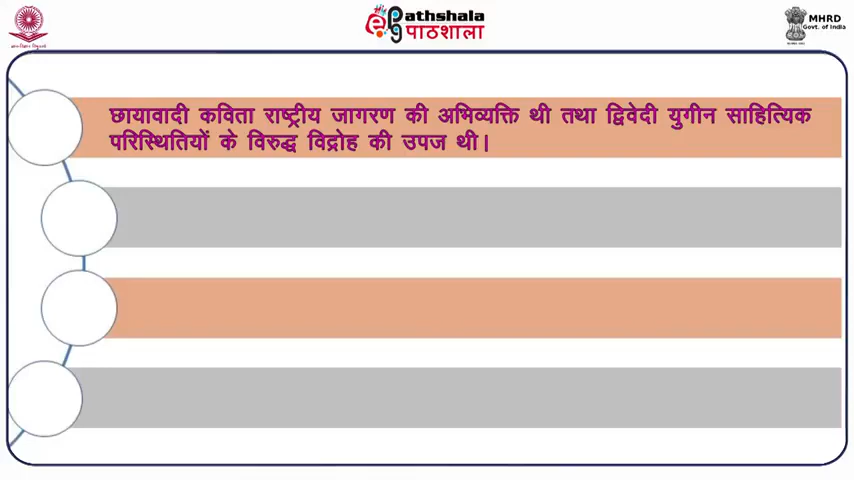 epathshala
पाठशाला
MHRD
Govt. of India
छायावादी कविता राष्ट्रीय जागरण की अभिव्यक्ति थी तथा द्विवेदी युगीन साहित्यिक
परिस्थितियों के विरुद्ध विद्रोह की उपज थी।